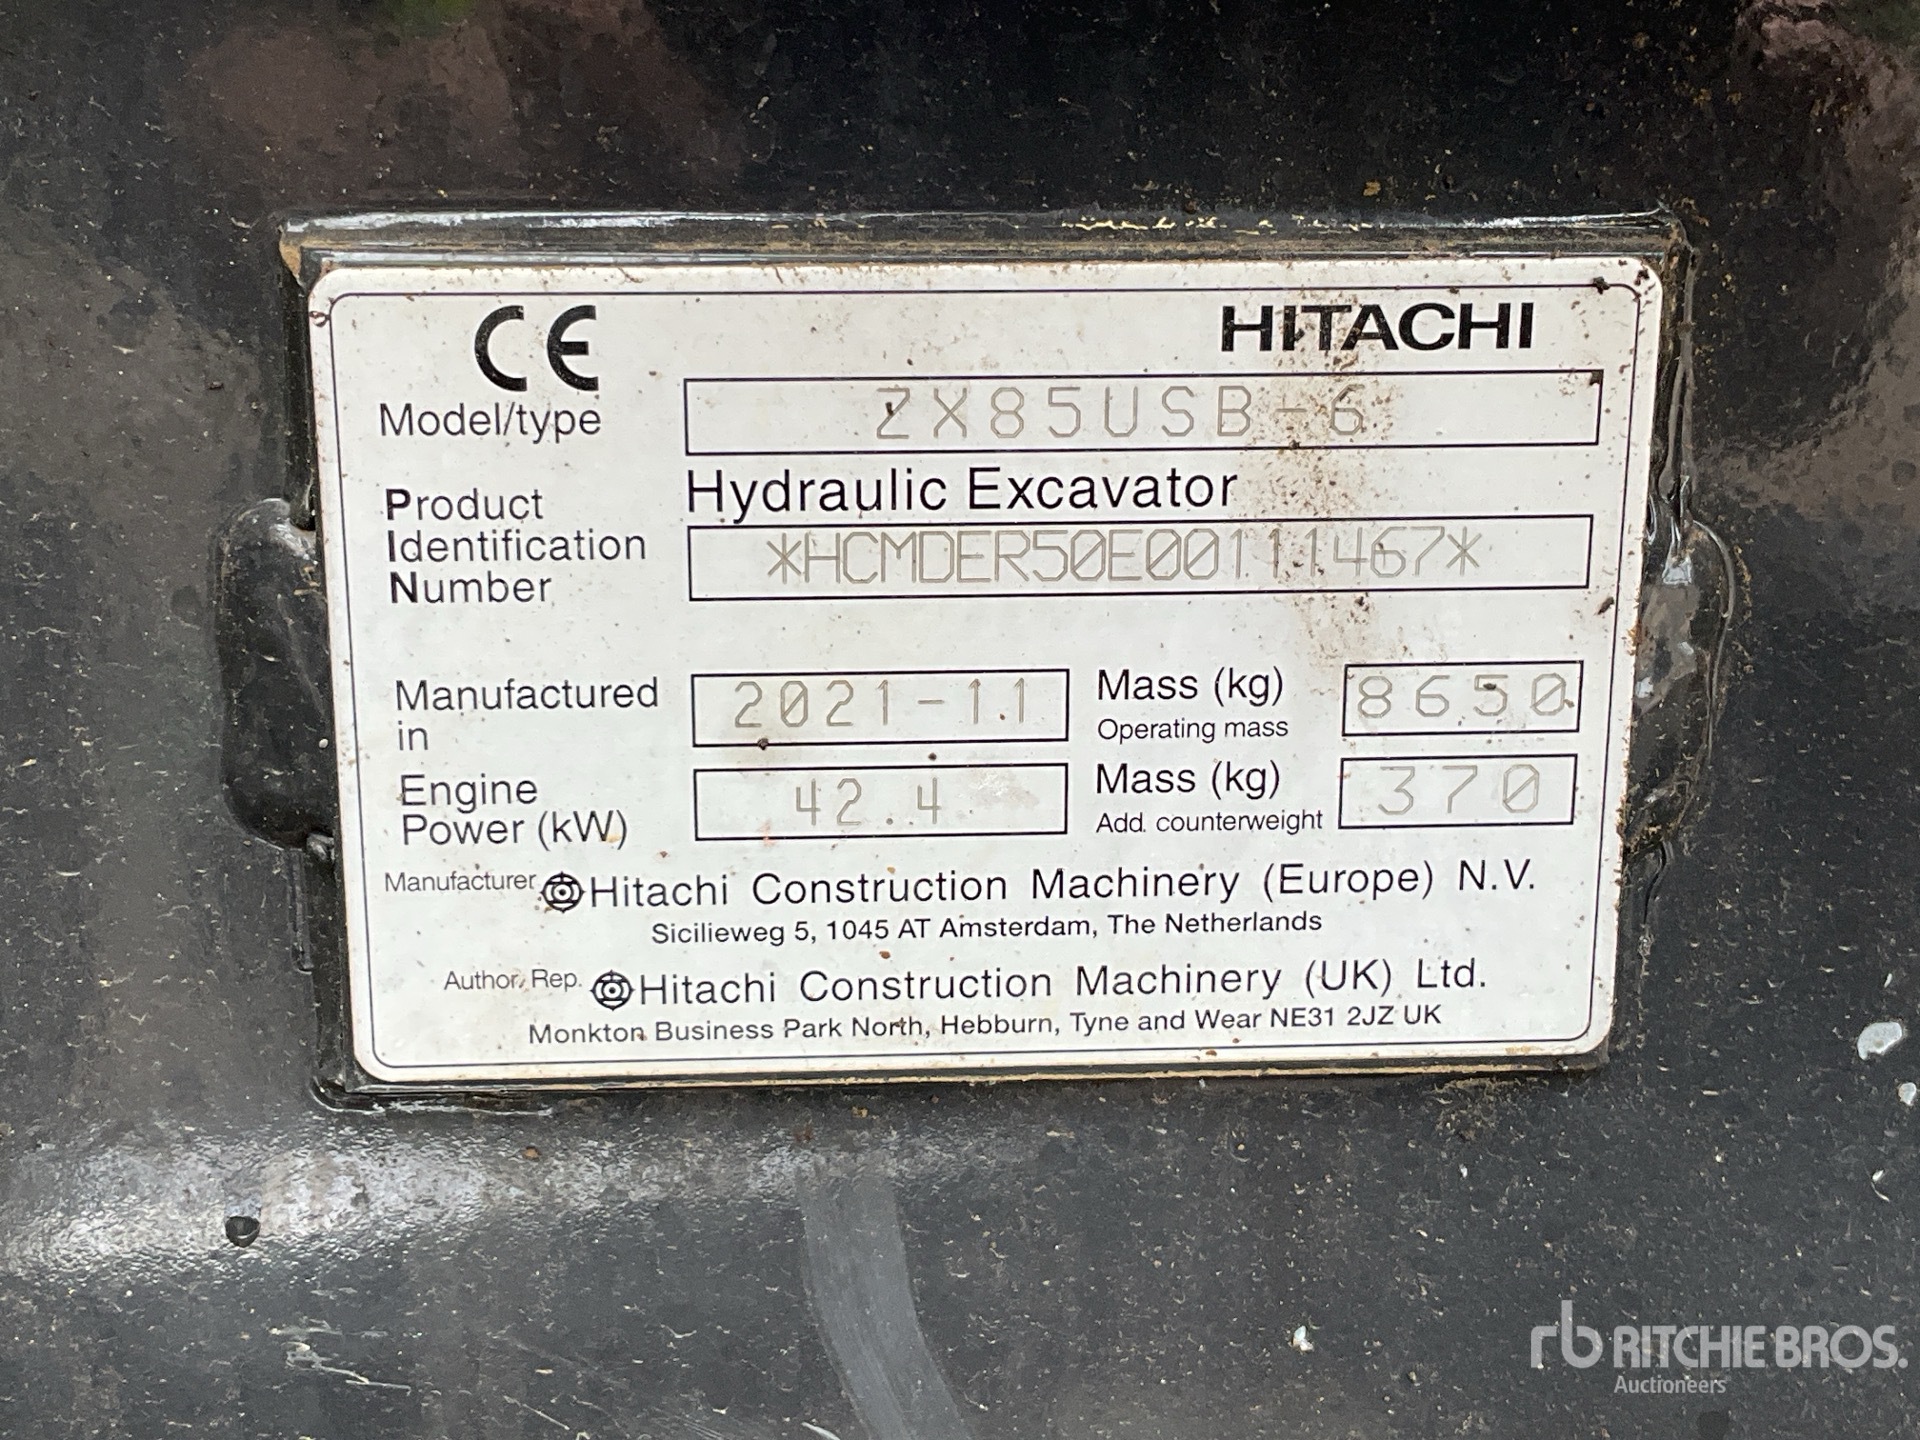 CE HITACHI
Model/type ZX85USB-6
Hydraulic Excavator
Product Identification Number *HCMDER50E00111467*
Manufactured in 2021-11 Mass (kg) Operating mass 8650
Engine Power (kW) 42.4 Mass (kg) Add. counterweight 370
Manufacturer Hitachi Construction Machinery (Europe) N.V.
Sicilieweg 5, 1045 AT Amsterdam, The Netherlands
Author. Rep. Hitachi Construction Machinery (UK) Ltd.
Monkton Business Park North, Hebburn, Tyne and Wear NE31 2JZ UK
rb RITCHIE BROS.
Auctioneers